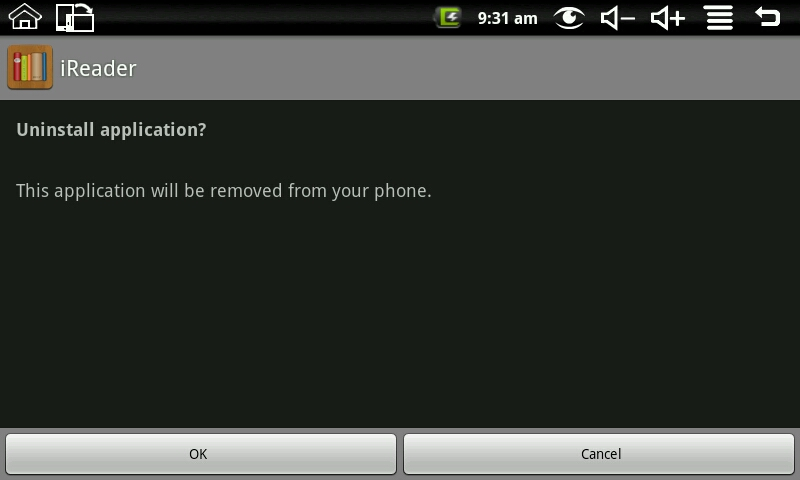 9:31 am
iReader
Uninstall application?
This application will be removed from your phone.
OK
Cancel